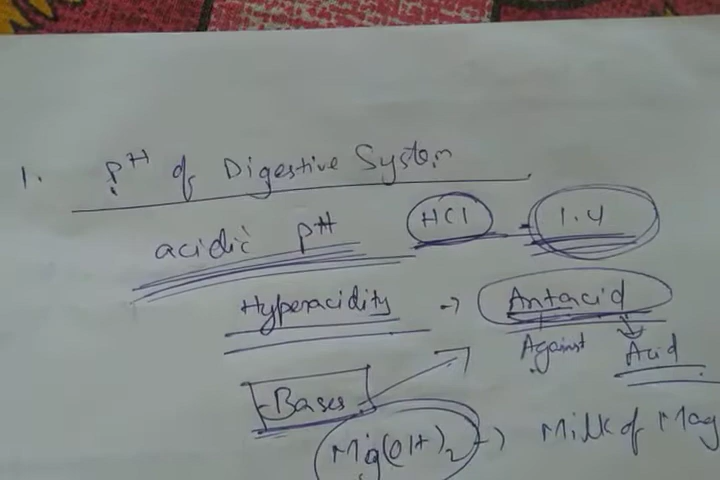 1. pH of Digestive System
acidic pH HCl - 1.4
Hyperacidity → Antacid
Against Acid
Bases
Mg(OH)2 → Milk of Mag